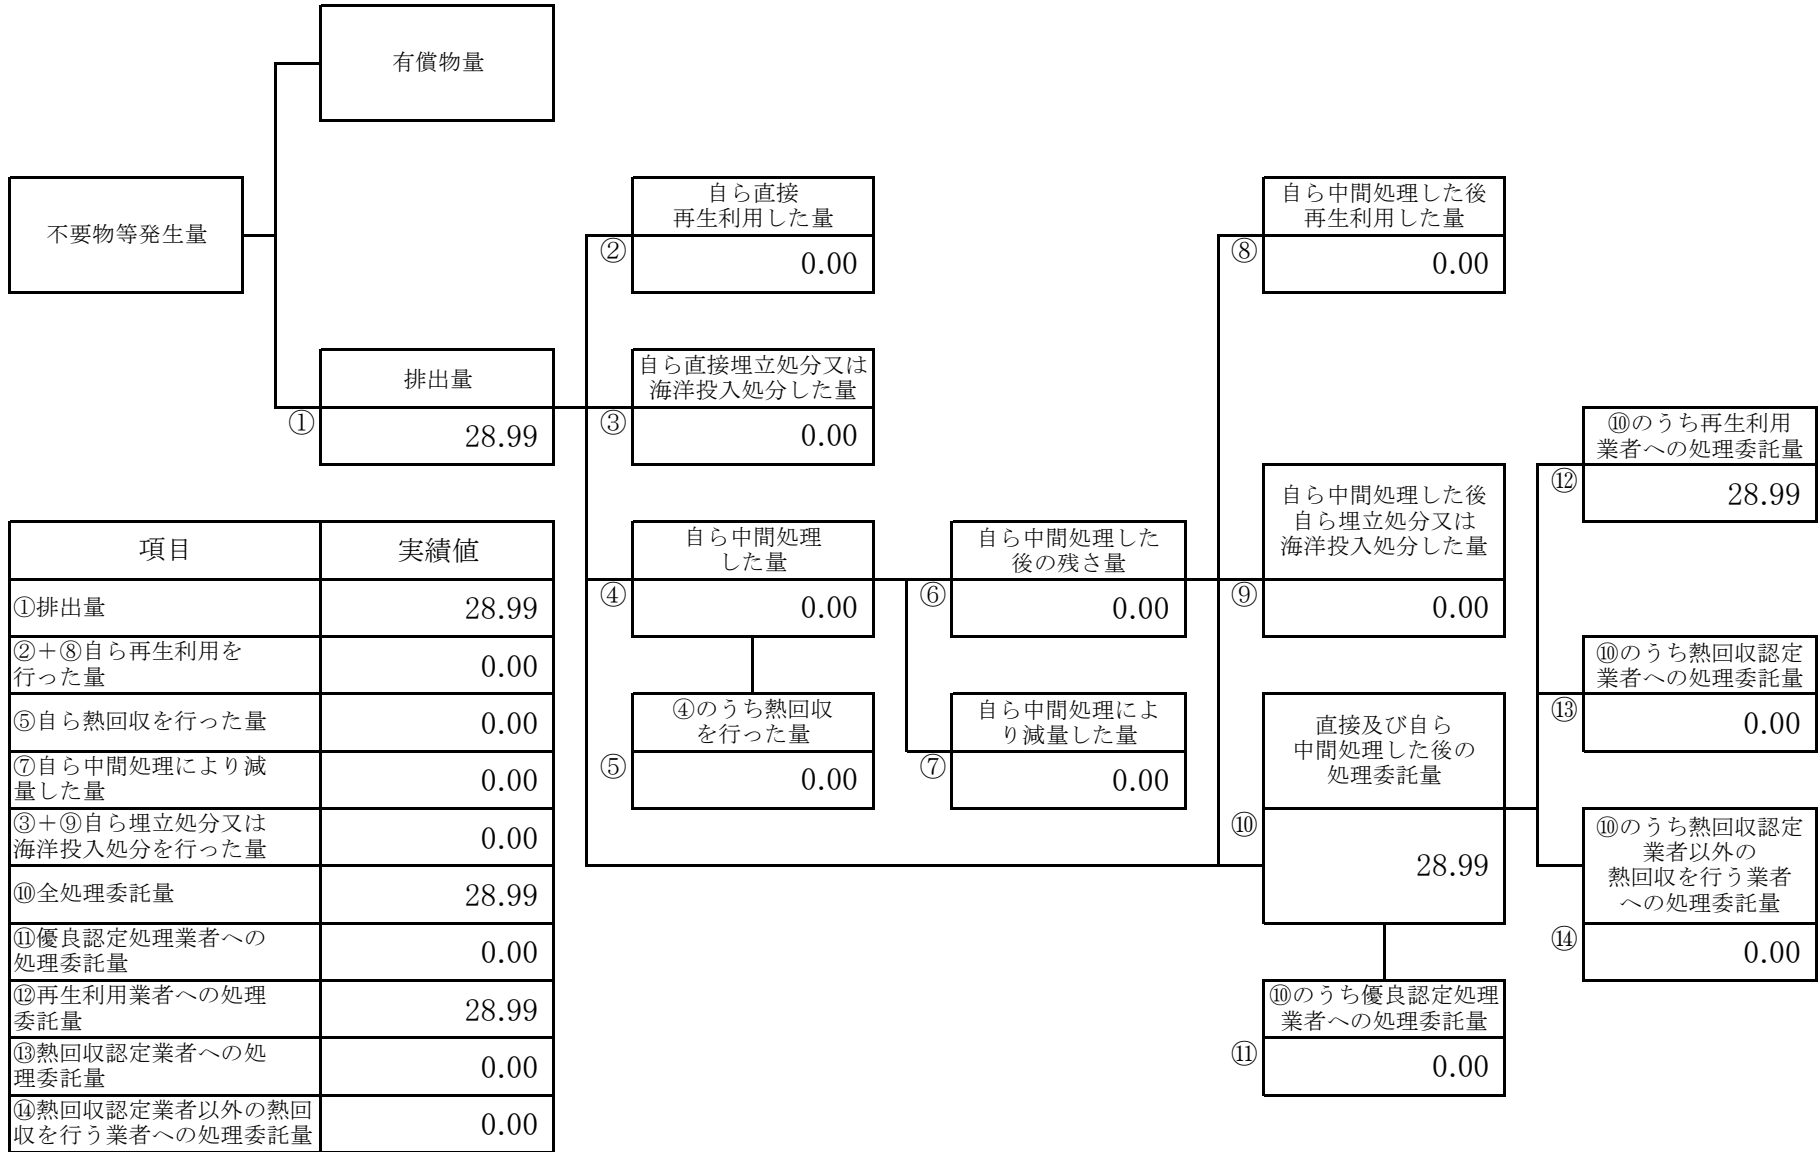 有償物量
不要物等発生量
自ら直接
再生利用した量
②
0.00
自ら中間処理した後
再生利用した量
⑧
0.00
排出量
①
28.99
自ら直接埋立処分又は
海洋投入処分した量
③
0.00
⑩のうち再生利用
業者への処理委託量
⑫
28.99
自ら中間処理
した量
④
0.00
自ら中間処理した
後の残さ量
⑥
0.00
自ら中間処理した後
自ら埋立処分又は
海洋投入処分した量
⑨
0.00
⑩のうち熱回収認定
業者への処理委託量
⑬
0.00
④のうち熱回収
を行った量
⑤
0.00
自ら中間処理によ
り減量した量
⑦
0.00
直接及び自ら
中間処理した後の
処理委託量
⑩
28.99
⑩のうち熱回収認定
業者以外の
熱回収を行う業者
への処理委託量
⑭
0.00
⑩のうち優良認定処理
業者への処理委託量
⑪
0.00
項目 実績値
①排出量 28.99
②+⑧自ら再生利用を
行った量 0.00
⑤自ら熱回収を行った量 0.00
⑦自ら中間処理により減
量した量 0.00
③+⑨自ら埋立処分又は
海洋投入処分を行った量 0.00
⑩全処理委託量 28.99
⑪優良認定処理業者への
処理委託量 0.00
⑫再生利用業者への処理
委託量 28.99
⑬熱回収認定業者への処
理委託量 0.00
⑭熱回収認定業者以外の熱回
収を行う業者への処理委託量 0.00